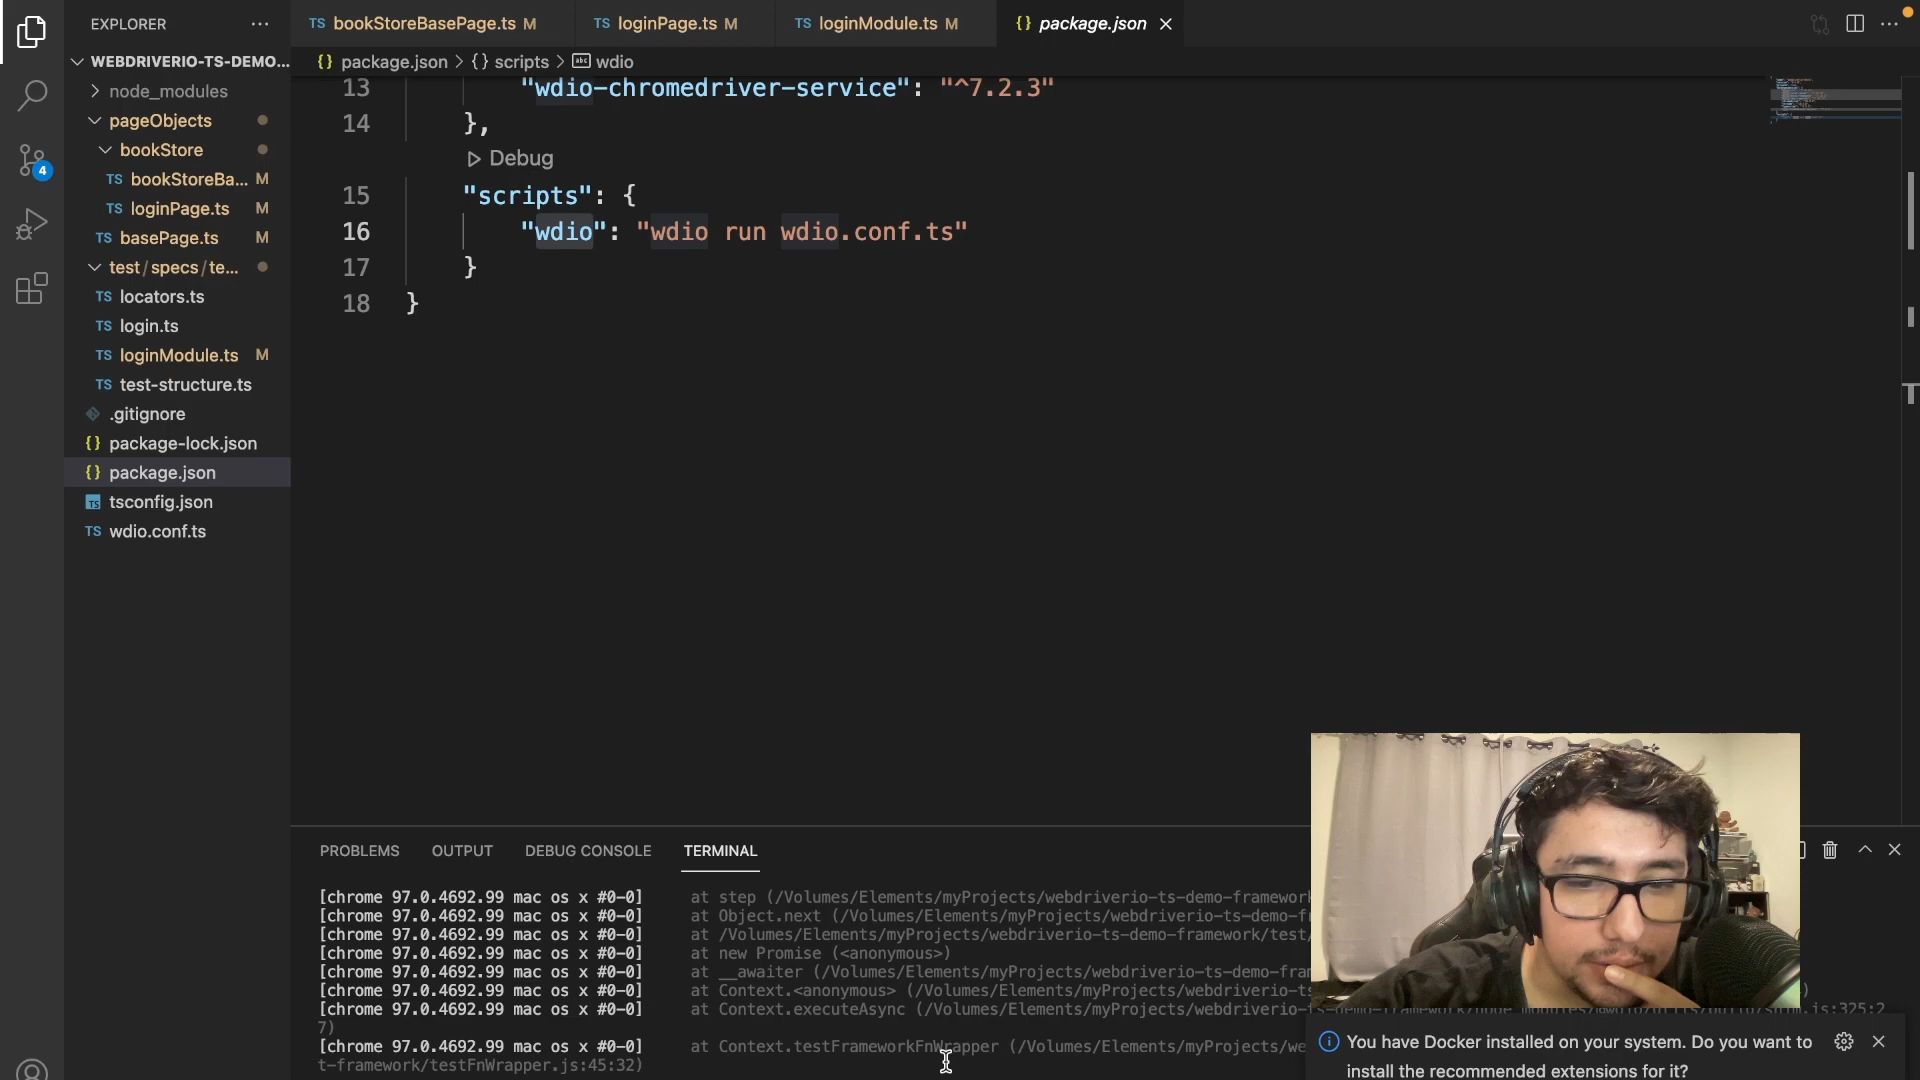 EXPLORER
WEBDRIVERIO-TS-DEMO...
node_modules
pageObjects
bookStore
TS bookStoreBa... M
TS loginPage.ts M
TS basePage.ts M
test/specs/te...
TS locators.ts
TS login.ts
TS loginModule.ts M
TS test-structure.ts
.gitignore
{} package-lock.json
{} package.json
TS tsconfig.json
TS wdio.conf.ts
4
TS bookStoreBasePage.ts M
TS loginPage.ts M
TS loginModule.ts M
{} package.json
{} package.json > {} scripts > abc wdio
13 "wdio-chromedriver-service": "^7.2.3"
14 },
Debug
15 "scripts": {
16 "wdio": "wdio run wdio.conf.ts"
17 }
18 }
PROBLEMS OUTPUT DEBUG CONSOLE TERMINAL
[chrome 97.0.4692.99 mac os x #0-0] at step (/Volumes/Elements/myProjects/webdriverio-ts-demo-framework
[chrome 97.0.4692.99 mac os x #0-0] at Object.next (/Volumes/Elements/myProjects/webdriverio-ts-demo-f
[chrome 97.0.4692.99 mac os x #0-0] at /Volumes/Elements/myProjects/webdriverio-ts-demo-framework/test/
[chrome 97.0.4692.99 mac os x #0-0] at new Promise (<anonymous>)
[chrome 97.0.4692.99 mac os x #0-0] at __awaiter (/Volumes/Elements/myProjects/webdriverio-ts-demo-fra
[chrome 97.0.4692.99 mac os x #0-0] at Context.<anonymous> (/Volumes/Elements/myProjects/webdriverio-t
[chrome 97.0.4692.99 mac os x #0-0] at Context.executeAsync (/Volumes/Elements/myProjects/webdriverio-ts-demo-framework/node_modules/@wdio/utils/build/shim.js:325:2
7)
[chrome 97.0.4692.99 mac os x #0-0] at Context.testFrameworkFnWrapper (/Volumes/Elements/myProjects/we
t-framework/testFnWrapper.js:45:32)
You have Docker installed on your system. Do you want to
install the recommended extensions for it?